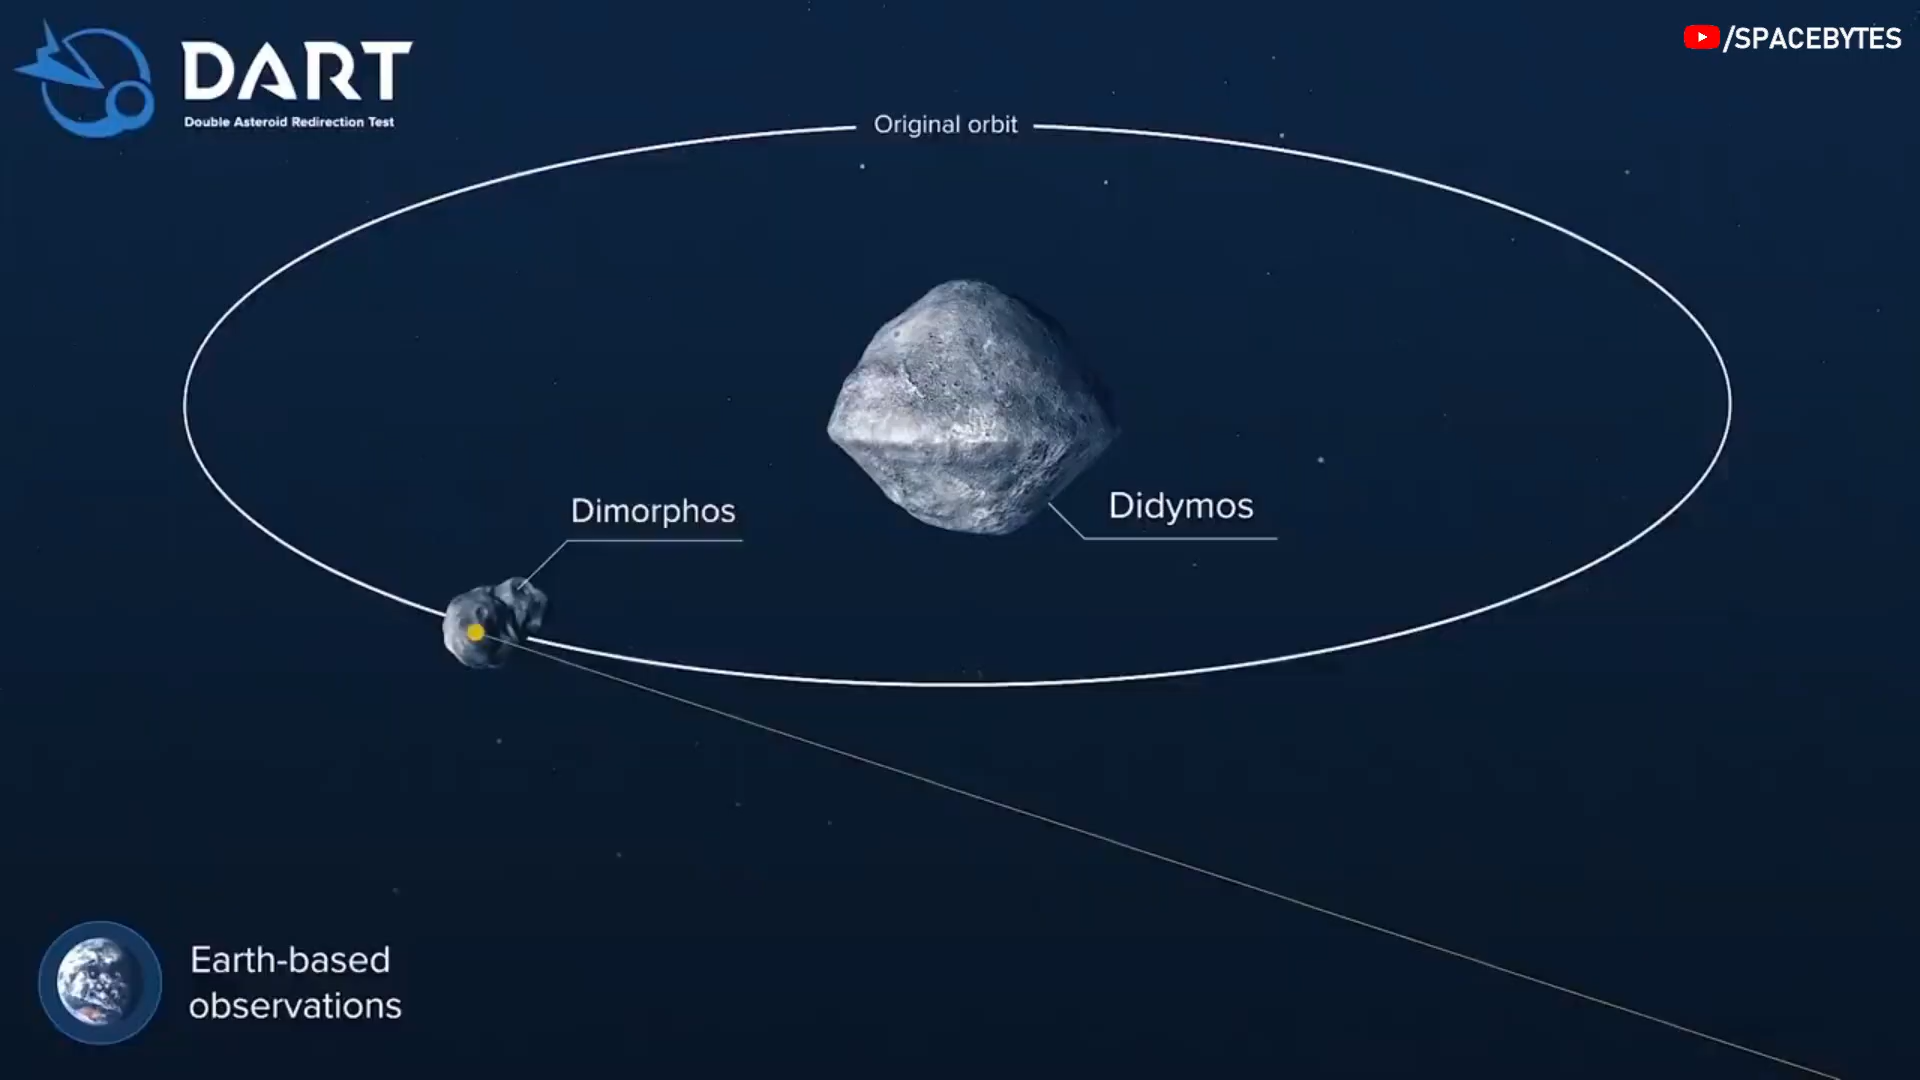 DART
Double Asteroid Redirection Test
/SPACEBYTES
Original orbit
Dimorphos
Didymos
Earth-based
observations